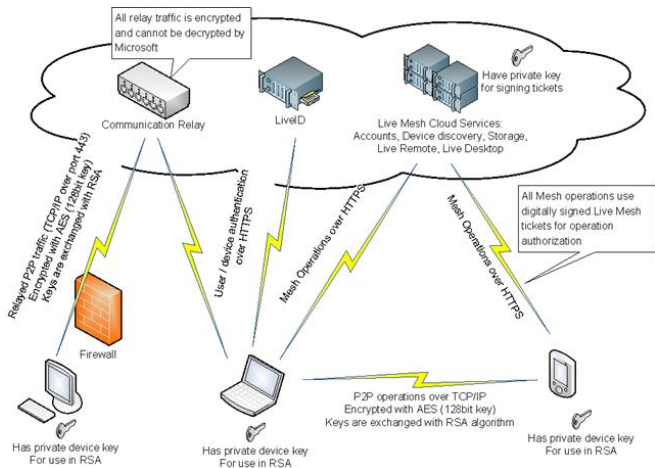 All relay traffic is encrypted
and cannot be decrypted by
Microsoft
Communication Relay
LiveID
Have private key
for signing tickets
Live Mesh Cloud Services:
Accounts, Device discovery, Storage,
Live Remote, Live Desktop
Relayed P2P traffic (TCP/IP over port 443)
Encrypted with AES (128bit key)
Keys are exchanged with RSA
User / device authentication
over HTTPS
Mesh Operations over HTTPS
Mesh Operations over HTTPS
All Mesh operations use
digitally signed Live Mesh
tickets for operation
authorization
Firewall
P2P operations over TCP/IP
Encrypted with AES (128bit key)
Keys are exchanged with RSA algorithm
Has private device key
For use in RSA
Has private device key
For use in RSA
Has private device key
For use in RSA